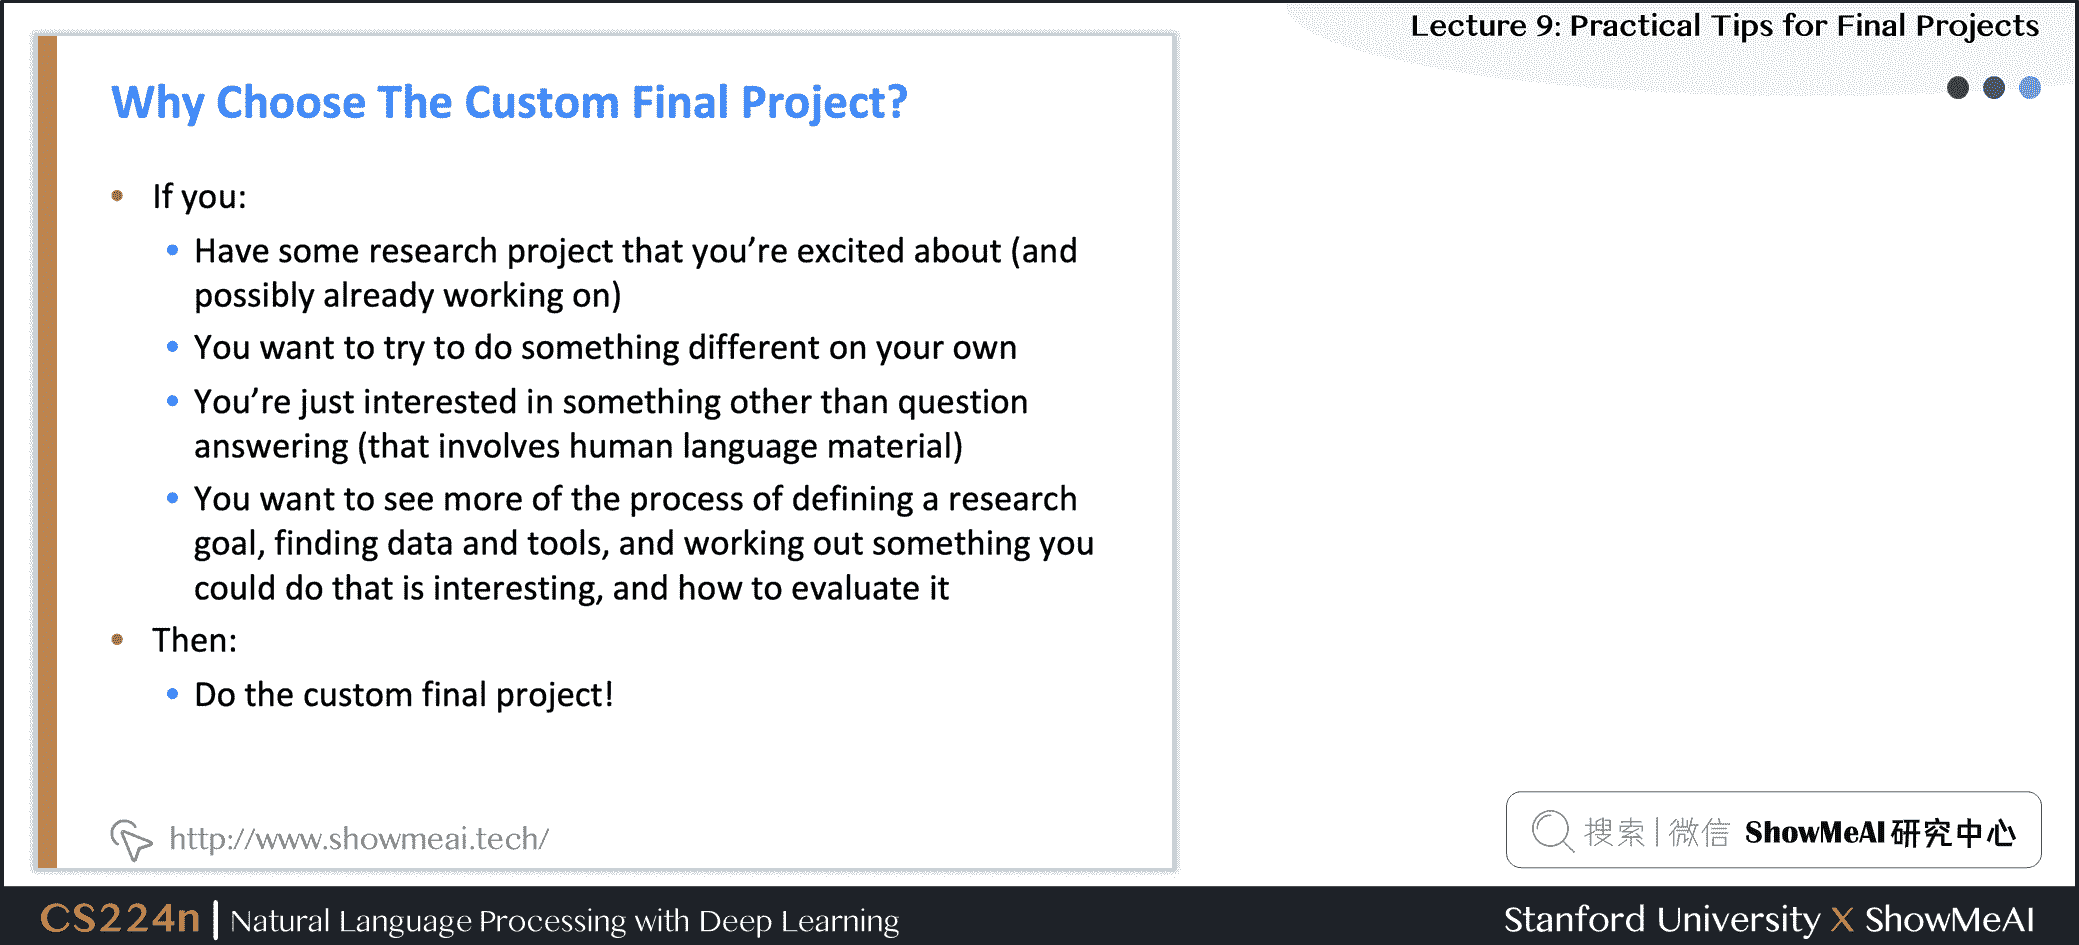 Lecture 9: Practical Tips for Final Projects
Why Choose The Custom Final Project?
• If you:
• Have some research project that you're excited about (and
possibly already working on)
• You want to try to do something different on your own
• You're just interested in something other than question
answering (that involves human language material)
• You want to see more of the process of defining a research
goal, finding data and tools, and working out something you
could do that is interesting, and how to evaluate it
• Then:
• Do the custom final project!
http://www.showmeai.tech/
搜索 | 微信 ShowMeAI 研究中心
CS224n | Natural Language Processing with Deep Learning
Stanford University X ShowMeAI